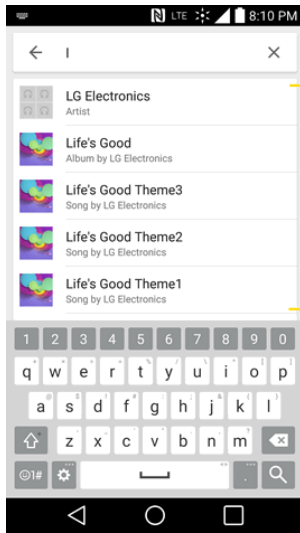 LTE 8:10 PM
l
LG Electronics
Artist
Life's Good
Album by LG Electronics
Life's Good Theme3
Song by LG Electronics
Life's Good Theme2
Song by LG Electronics
Life's Good Theme1
Song by LG Electronics
1 2 3 4 5 6 7 8 9 0
q w e r t y u i o p
a s d f g h j k l
z x c v b n m
1# .